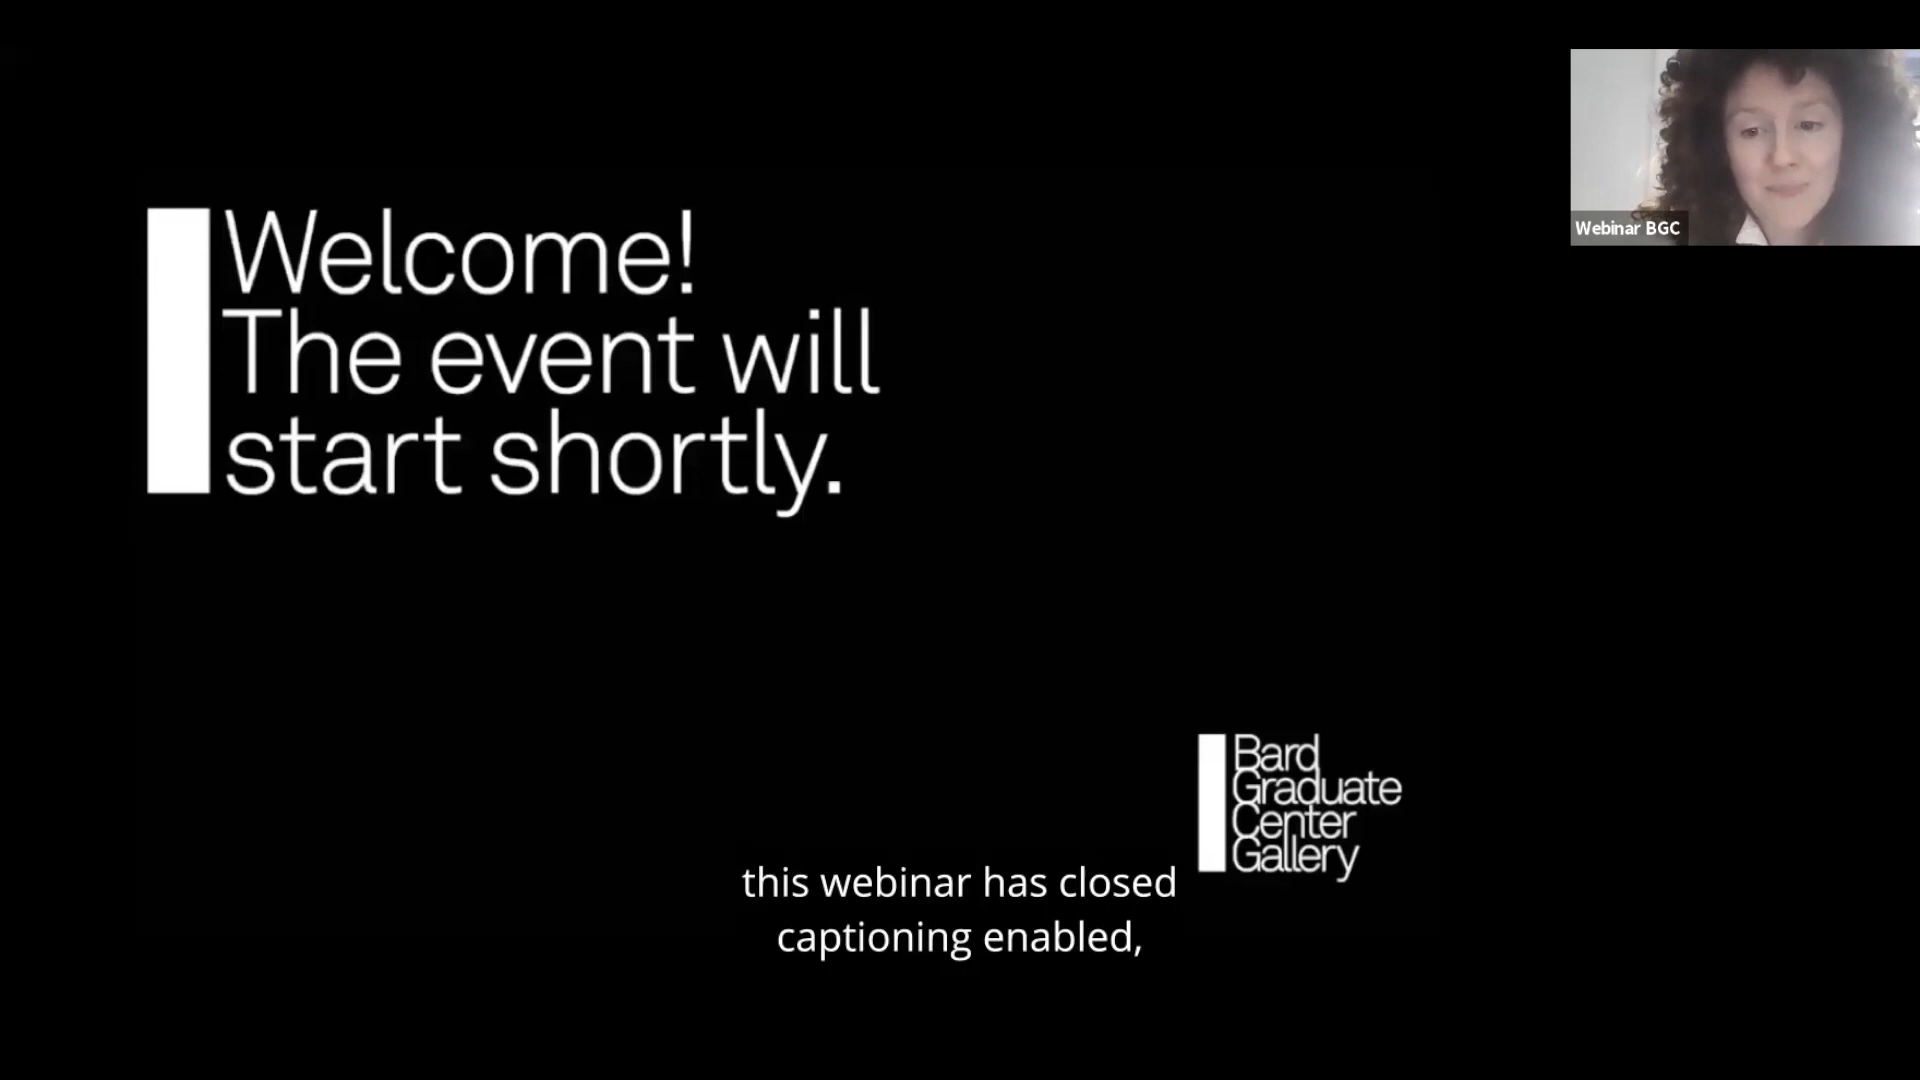 Welcome!
The event will
start shortly.
Webinar BGC
Bard
Graduate
Center
Gallery
this webinar has closed
captioning enabled,